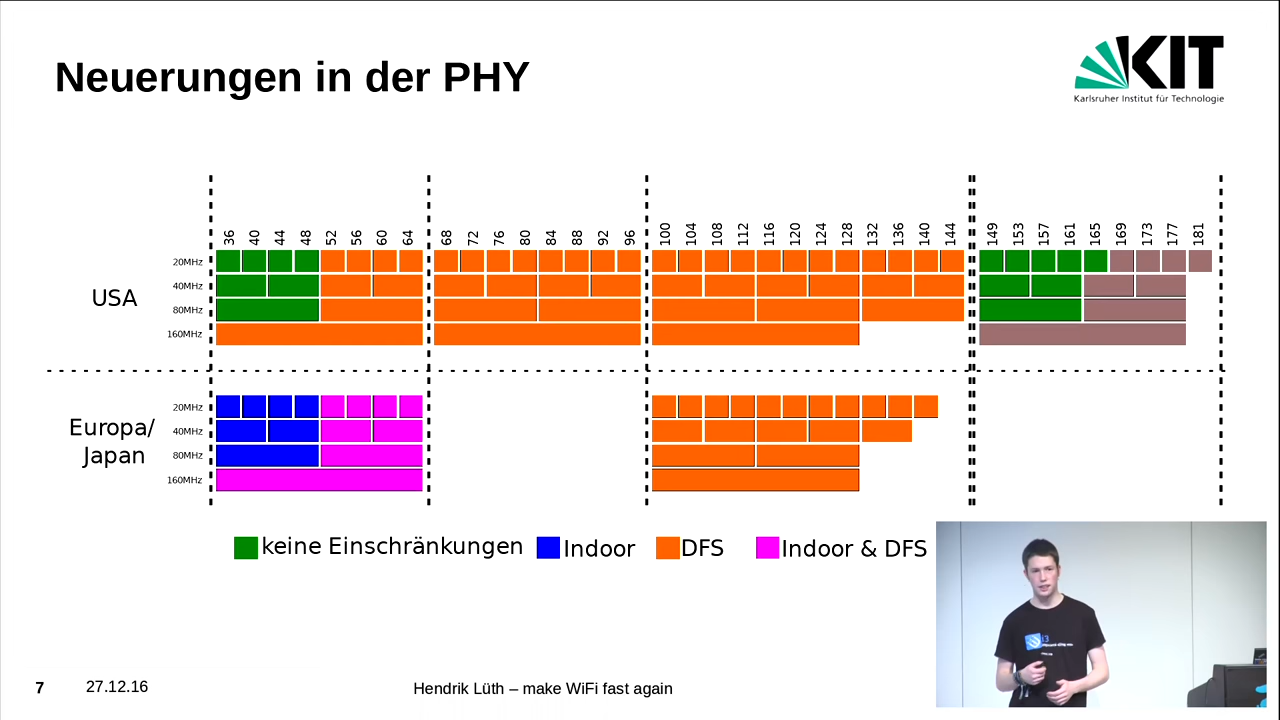 Neuerungen in der PHY
KIT
Karlsruher Institut für Technologie
36 40 44 48 52 56 60 64 68 72 76 80 84 88 92 96 100 104 108 112 116 120 124 128 132 136 140 144 149 153 157 161 165 169 173 177 181
USA
20MHz
40MHz
80MHz
160MHz
Europa/
Japan
20MHz
40MHz
80MHz
160MHz
keine Einschränkungen Indoor DFS Indoor & DFS
7 27.12.16 Hendrik Lüth – make WiFi fast again